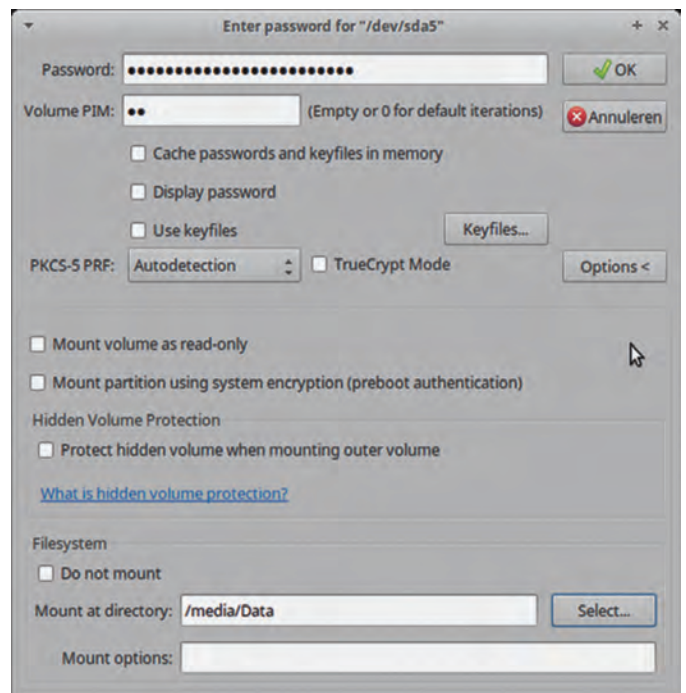 Enter password for "/dev/sda5"
Password: ●●●●●●●●●●●●●●●●●●●●●●●● OK
Volume PIM: ●● (Empty or 0 for default iterations) Annuleren
Cache passwords and keyfiles in memory
Display password
Use keyfiles Keyfiles...
PKCS-5 PRF: Autodetection TrueCrypt Mode Options <
Mount volume as read-only
Mount partition using system encryption (preboot authentication)
Hidden Volume Protection
Protect hidden volume when mounting outer volume
What is hidden volume protection?
Filesystem
Do not mount
Mount at directory: /media/Data Select...
Mount options: